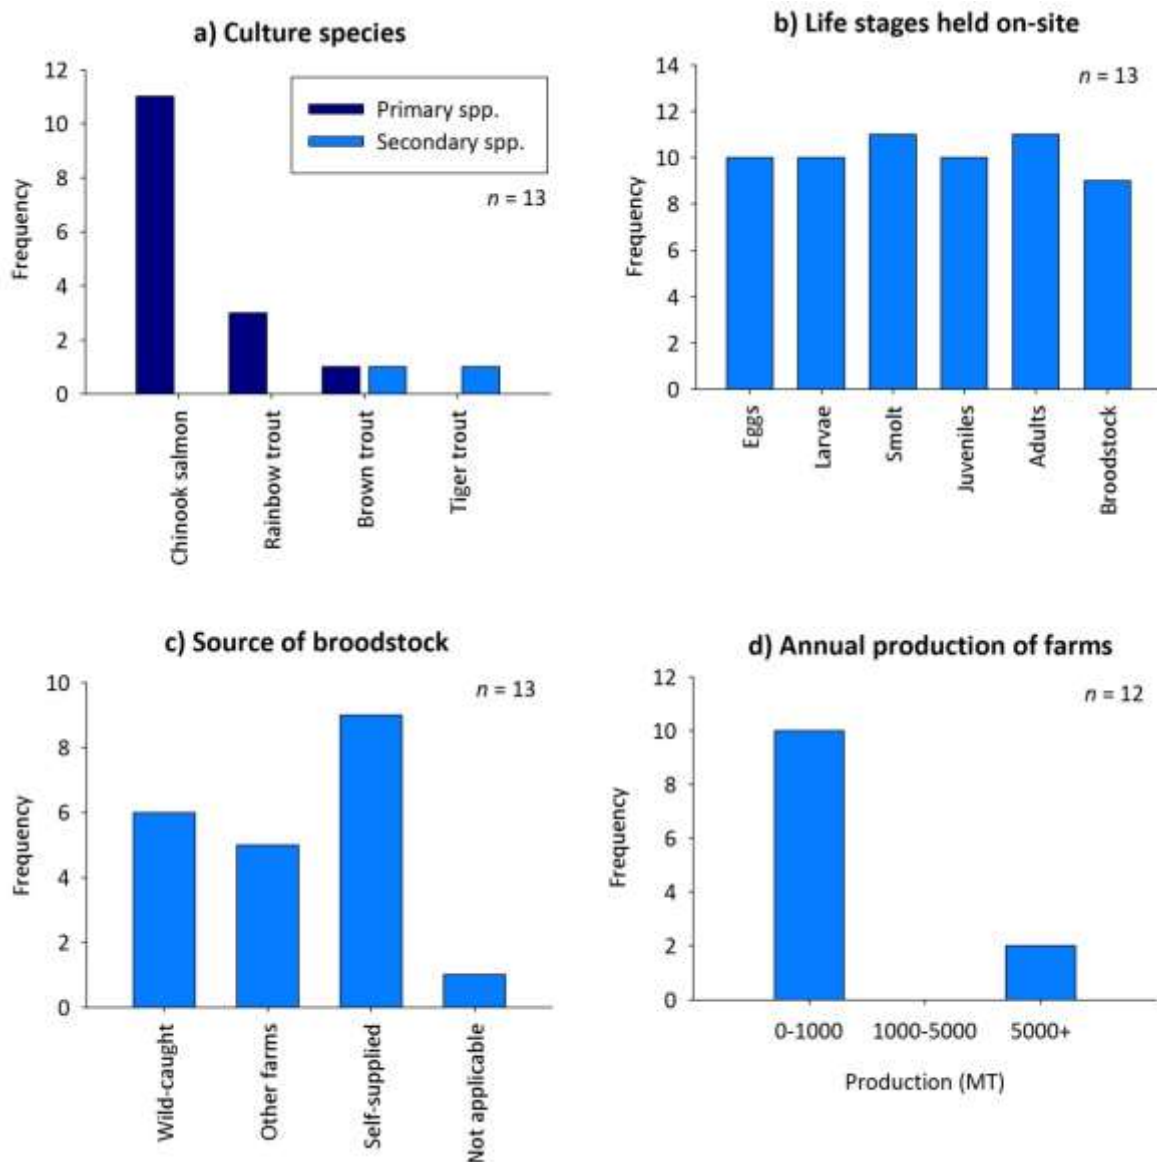 a) Culture species
12
10
8
6
4
2
0
Frequency
Primary spp.
Secondary spp.
n = 13
Chinook salmon
Rainbow trout
Brown trout
Tiger trout
b) Life stages held on-site
14
12
10
8
6
4
2
0
Frequency
n = 13
Eggs
Larvae
Smolt
Juveniles
Adults
Broodstock
c) Source of broodstock
10
8
6
4
2
0
Frequency
n = 13
Wild-caught
Other farms
Self-supplied
Not applicable
d) Annual production of farms
12
10
8
6
4
2
0
Frequency
n = 12
0-1000 1000-5000 5000+
Production (MT)